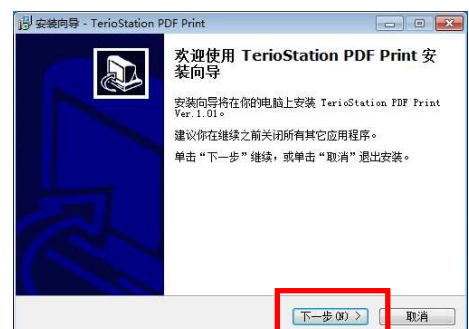 安装向导 - TerioStation PDF Print
欢迎使用 TerioStation PDF Print 安
装向导
安装向导将在你的电脑上安装 TerioStation PDF Print
Ver.1.01。
建议你在继续之前关闭所有其它应用程序。
单击“下一步”继续，或单击“取消”退出安装。
下一步(N) >
取消